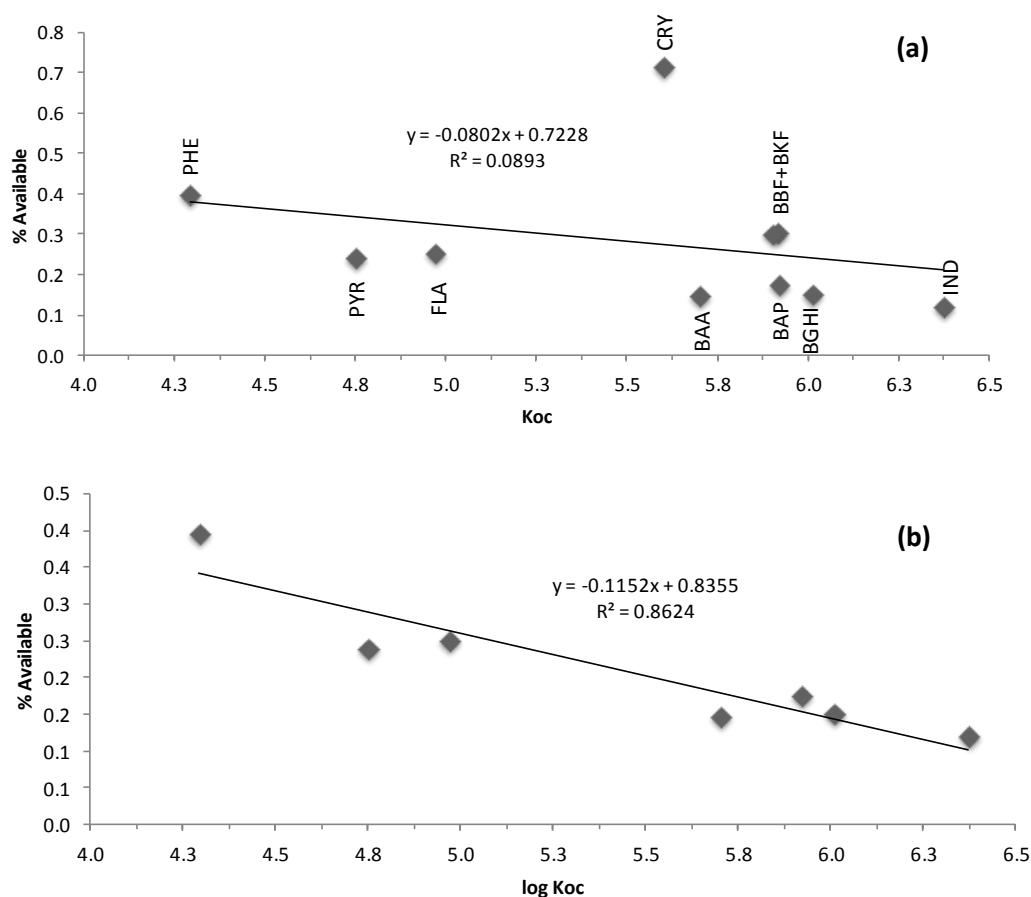 0.8
0.7
0.6
0.5
0.4
0.3
0.2
0.1
0.0
% Available
(a)
CRY
y = -0.0802x + 0.7228
R² = 0.0893
PHE
BBF+BKF
PYR
FLA
BAA
BAP
BGHI
IND
4.0 4.3 4.5 4.8 5.0 5.3 5.5 5.8 6.0 6.3 6.5
Koc
0.5
0.4
0.4
0.3
0.3
0.2
0.2
0.1
0.1
0.0
% Available
(b)
y = -0.1152x + 0.8355
R² = 0.8624
4.0 4.3 4.5 4.8 5.0 5.3 5.5 5.8 6.0 6.3 6.5
log Koc